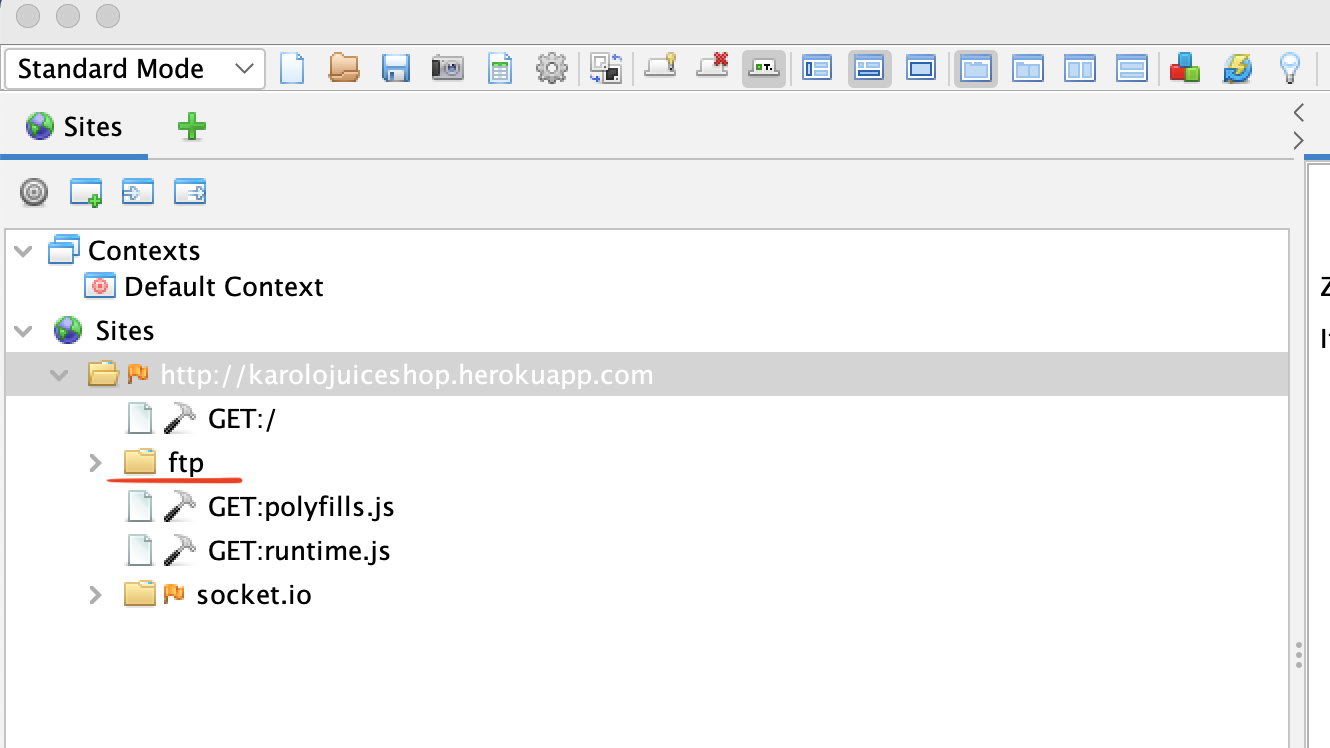 Standard Mode
Sites
Contexts
Default Context
Sites
http://karolojuiceshop.herokuapp.com
GET:/
ftp
GET:polyfills.js
GET:runtime.js
socket.io